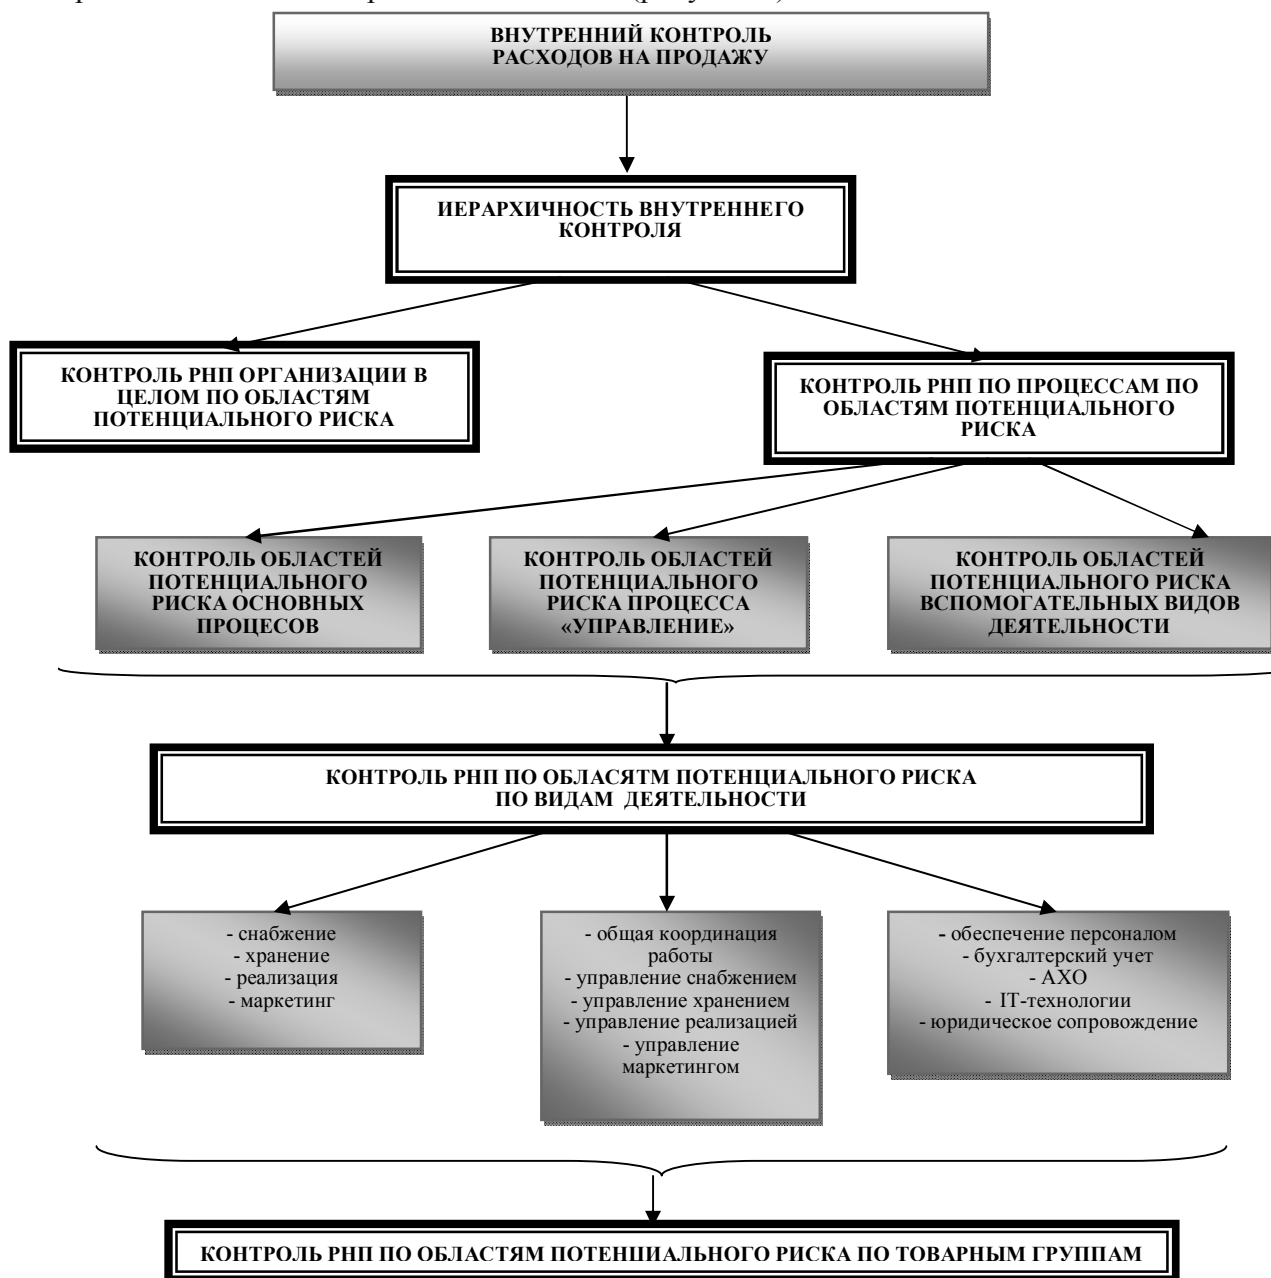 ВНУТРЕННИЙ КОНТРОЛЬ
РАСХОДОВ НА ПРОДАЖУ
ИЕРАРХИЧНОСТЬ ВНУТРЕННЕГО
КОНТРОЛЯ
КОНТРОЛЬ РНП ОРГАНИЗАЦИИ В
ЦЕЛОМ ПО ОБЛАСТЯМ
ПОТЕНЦИАЛЬНОГО РИСКА
КОНТРОЛЬ РНП ПО ПРОЦЕССАМ ПО
ОБЛАСТЯМ ПОТЕНЦИАЛЬНОГО
РИСКА
КОНТРОЛЬ ОБЛАСТЕЙ
ПОТЕНЦИАЛЬНОГО
РИСКА ОСНОВНЫХ
ПРОЦЕСОВ
КОНТРОЛЬ ОБЛАСТЕЙ
ПОТЕНЦИАЛЬНОГО
РИСКА ПРОЦЕССА
«УПРАВЛЕНИЕ»
КОНТРОЛЬ ОБЛАСТЕЙ
ПОТЕНЦИАЛЬНОГО РИСКА
ВСПОМОГАТЕЛЬНЫХ ВИДОВ
ДЕЯТЕЛЬНОСТИ
КОНТРОЛЬ РНП ПО ОБЛАСЯТМ ПОТЕНЦИАЛЬНОГО РИСКА
ПО ВИДАМ ДЕЯТЕЛЬНОСТИ
- снабжение
- хранение
- реализация
- маркетинг
- общая координация
работы
- управление снабжением
- управление хранением
- управление реализацией
- управление
маркетингом
- обеспечение персоналом
- бухгалтерский учет
- АХО
- IT-технологии
- юридическое сопровождение
КОНТРОЛЬ РНП ПО ОБЛАСТЯМ ПОТЕНЦИАЛЬНОГО РИСКА ПО ТОВАРНЫМ ГРУППАМ